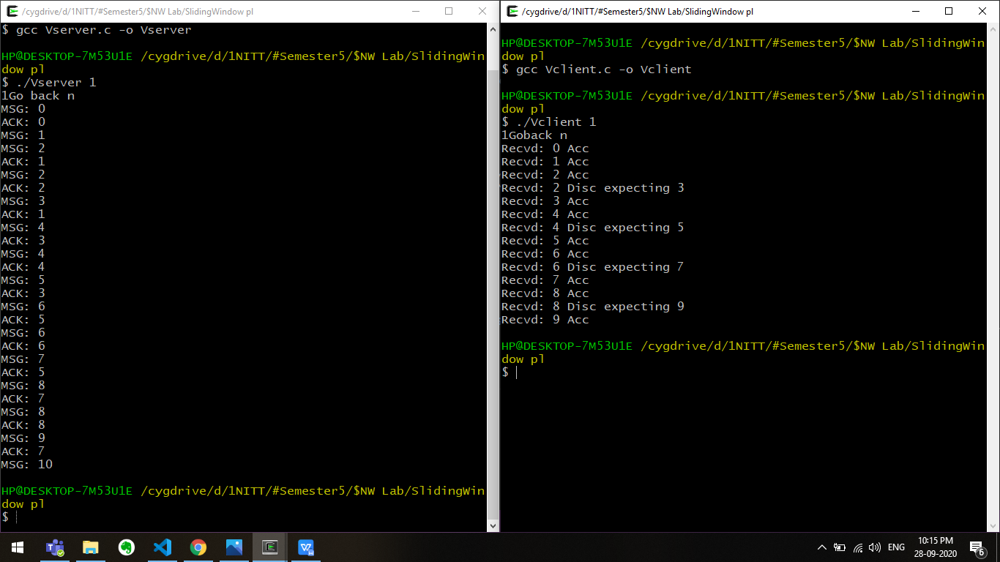 /cygdrive/d/1NITT/#Semester5/$NW Lab/SlidingWindow pl
$ gcc Vserver.c -o Vserver
HP@DESKTOP-7M53U1E /cygdrive/d/1NITT/#Semester5/$NW Lab/SlidingWin
dow pl
$ ./Vserver 1
1Go back n
MSG: 0
ACK: 0
MSG: 1
MSG: 2
ACK: 1
MSG: 2
ACK: 2
MSG: 3
ACK: 1
MSG: 4
ACK: 3
MSG: 4
ACK: 4
MSG: 5
ACK: 3
MSG: 6
ACK: 5
MSG: 6
ACK: 6
MSG: 7
ACK: 5
MSG: 8
ACK: 7
MSG: 8
ACK: 8
MSG: 9
ACK: 7
MSG: 10
HP@DESKTOP-7M53U1E /cygdrive/d/1NITT/#Semester5/$NW Lab/SlidingWin
dow pl
$
/cygdrive/d/1NITT/#Semester5/$NW Lab/SlidingWindow pl
HP@DESKTOP-7M53U1E /cygdrive/d/1NITT/#Semester5/$NW Lab/SlidingWin
dow pl
$ gcc Vclient.c -o Vclient
HP@DESKTOP-7M53U1E /cygdrive/d/1NITT/#Semester5/$NW Lab/SlidingWin
dow pl
$ ./Vclient 1
1Goback n
Recvd: 0 Acc
Recvd: 1 Acc
Recvd: 2 Acc
Recvd: 2 Disc expecting 3
Recvd: 3 Acc
Recvd: 4 Acc
Recvd: 4 Disc expecting 5
Recvd: 5 Acc
Recvd: 6 Acc
Recvd: 6 Disc expecting 7
Recvd: 7 Acc
Recvd: 8 Acc
Recvd: 8 Disc expecting 9
Recvd: 9 Acc
HP@DESKTOP-7M53U1E /cygdrive/d/1NITT/#Semester5/$NW Lab/SlidingWin
dow pl
$
ENG
10:15 PM
28-09-2020
6